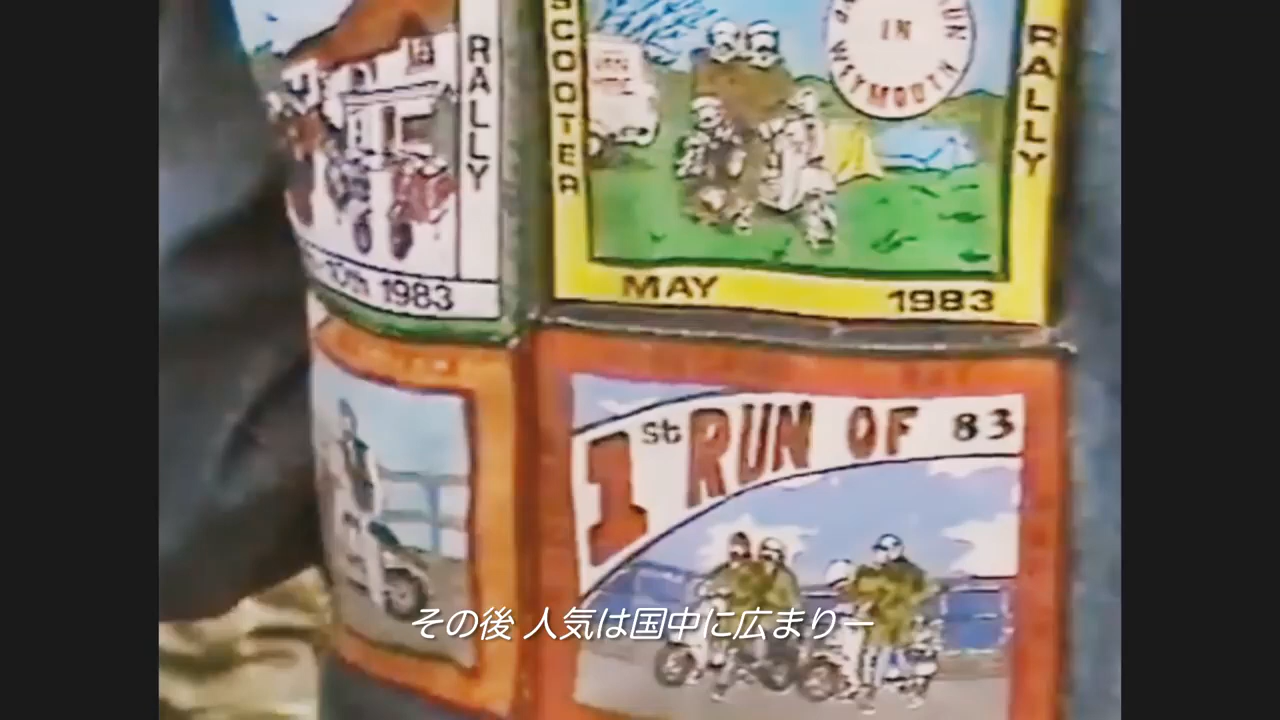 RALLY
10th 1983
SCOOTER
IN
WEYMOUTH
RALLY
MAY 1983
1st RUN OF 83
その後 人気は国中に広まりー